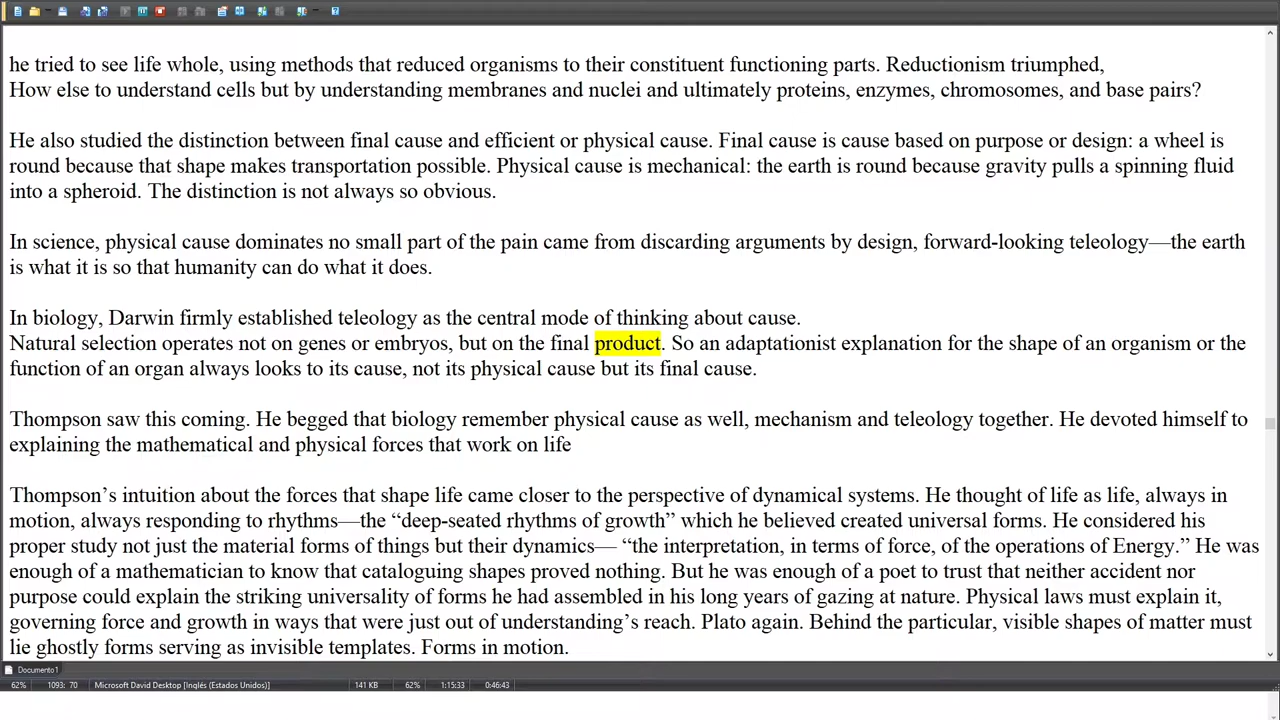 he tried to see life whole, using methods that reduced organisms to their constituent functioning parts. Reductionism triumphed,
How else to understand cells but by understanding membranes and nuclei and ultimately proteins, enzymes, chromosomes, and base pairs?
He also studied the distinction between final cause and efficient or physical cause. Final cause is cause based on purpose or design: a wheel is
round because that shape makes transportation possible. Physical cause is mechanical: the earth is round because gravity pulls a spinning fluid
into a spheroid. The distinction is not always so obvious.
In science, physical cause dominates no small part of the pain came from discarding arguments by design, forward-looking teleology—the earth
is what it is so that humanity can do what it does.
In biology, Darwin firmly established teleology as the central mode of thinking about cause.
Natural selection operates not on genes or embryos, but on the final product. So an adaptationist explanation for the shape of an organism or the
function of an organ always looks to its cause, not its physical cause but its final cause.
Thompson saw this coming. He begged that biology remember physical cause as well, mechanism and teleology together. He devoted himself to
explaining the mathematical and physical forces that work on life
Thompson’s intuition about the forces that shape life came closer to the perspective of dynamical systems. He thought of life as life, always in
motion, always responding to rhythms—the “deep-seated rhythms of growth” which he believed created universal forms. He considered his
proper study not just the material forms of things but their dynamics— “the interpretation, in terms of force, of the operations of Energy.” He was
enough of a mathematician to know that cataloguing shapes proved nothing. But he was enough of a poet to trust that neither accident nor
purpose could explain the striking universality of forms he had assembled in his long years of gazing at nature. Physical laws must explain it,
governing force and growth in ways that were just out of understanding’s reach. Plato again. Behind the particular, visible shapes of matter must
lie ghostly forms serving as invisible templates. Forms in motion.
Documento1
62% 1093: 70 Microsoft David Desktop [Inglés (Estados Unidos)] 141 KB 62% 1:15:33 0:46:43